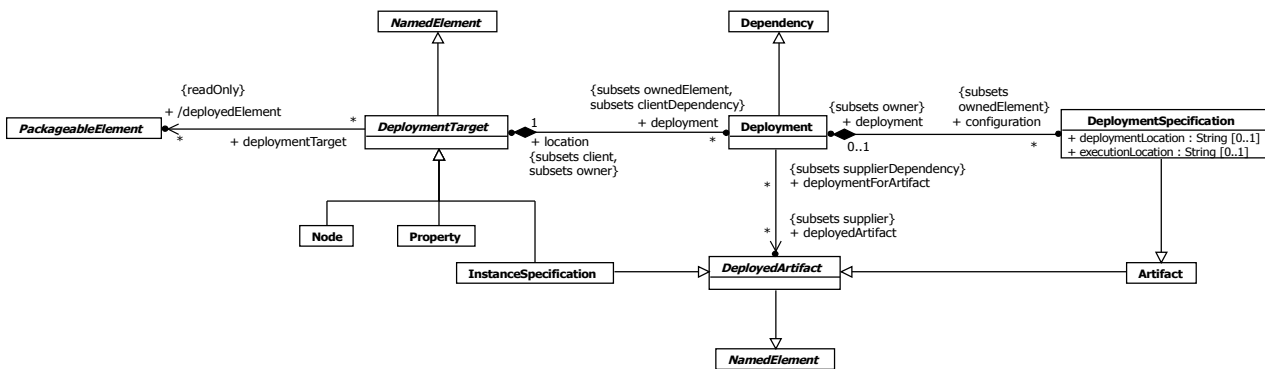 NamedElement
Dependency
{readOnly}
+ /deployedElement
*
PackageableElement
*
+ deploymentTarget
DeploymentTarget
1
+ location
{subsets client,
subsets owner}
{subsets ownedElement,
subsets clientDependency}
+ deployment
*
Deployment
{subsets owner}
+ deployment
0..1
{subsets
ownedElement}
+ configuration
*
DeploymentSpecification
+ deploymentLocation : String [0..1]
+ executionLocation : String [0..1]
{subsets supplierDependency}
+ deploymentForArtifact
*
{subsets supplier}
+ deployedArtifact
*
Node
Property
InstanceSpecification
DeployedArtifact
Artifact
NamedElement